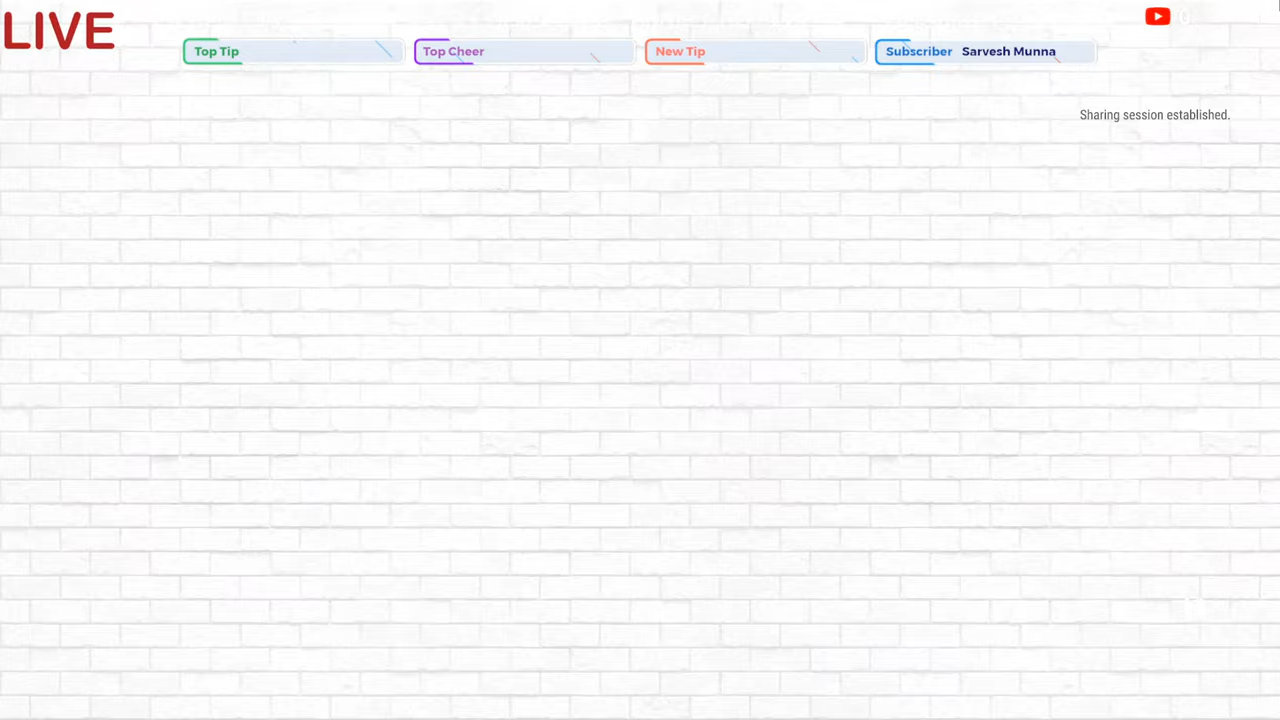 LIVE
Top Tip
Top Cheer
New Tip
Subscriber Sarvesh Munna
Sharing session established.